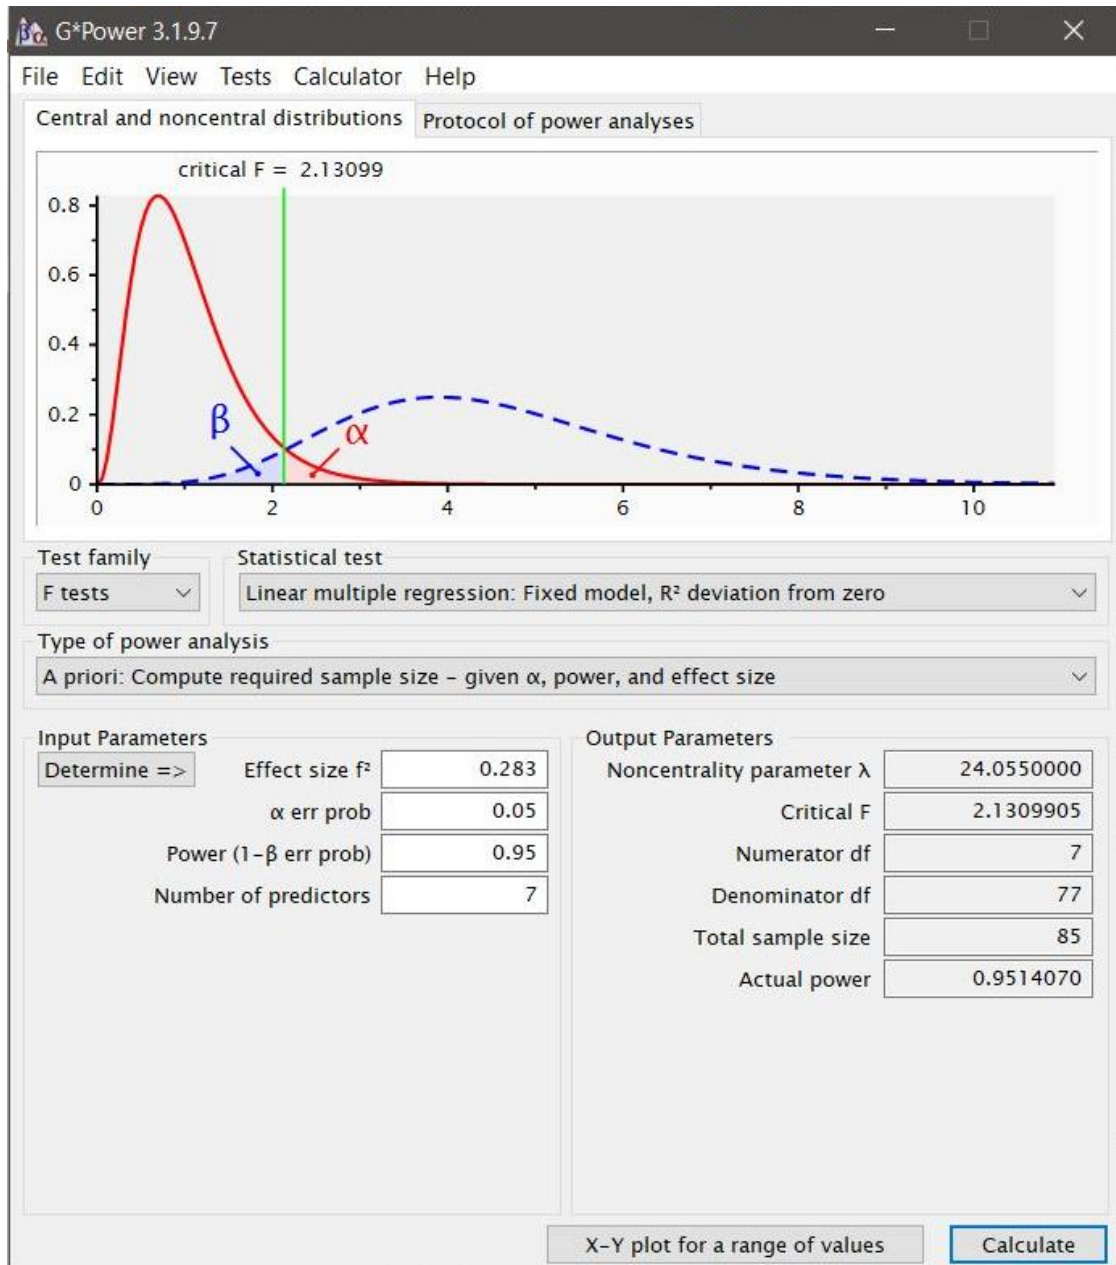 G*Power 3.1.9.7
File Edit View Tests Calculator Help
Central and noncentral distributions Protocol of power analyses
critical F = 2.13099
0.8
0.6
0.4
0.2
0
β
α
0 2 4 6 8 10
Test family Statistical test
F tests Linear multiple regression: Fixed model, R² deviation from zero
Type of power analysis
A priori: Compute required sample size – given α, power, and effect size
Input Parameters
Determine => Effect size f² 0.283
α err prob 0.05
Power (1-β err prob) 0.95
Number of predictors 7
Output Parameters
Noncentrality parameter λ 24.0550000
Critical F 2.1309905
Numerator df 7
Denominator df 77
Total sample size 85
Actual power 0.9514070
X-Y plot for a range of values Calculate